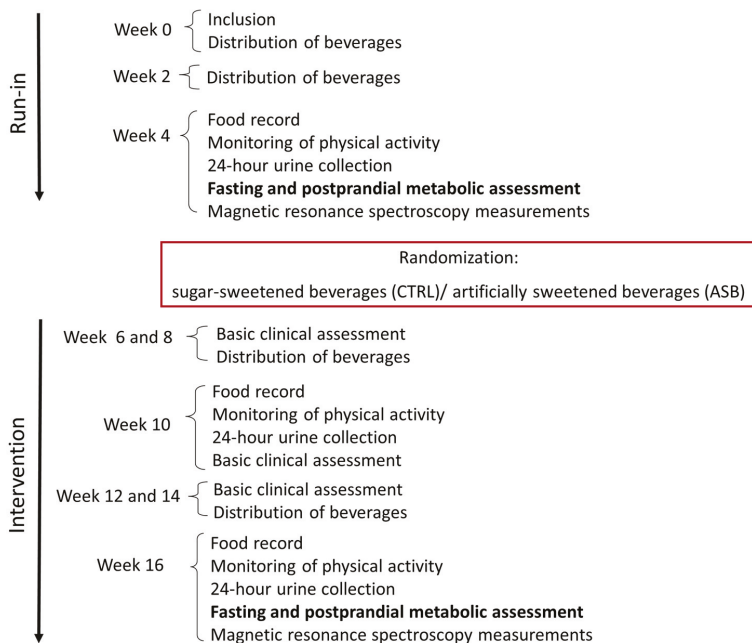 Run-in
Week 0
Inclusion
Distribution of beverages
Week 2
Distribution of beverages
Week 4
Food record
Monitoring of physical activity
24-hour urine collection
Fasting and postprandial metabolic assessment
Magnetic resonance spectroscopy measurements
Randomization:
sugar-sweetened beverages (CTRL)/ artificially sweetened beverages (ASB)
Intervention
Week 6 and 8
Basic clinical assessment
Distribution of beverages
Week 10
Food record
Monitoring of physical activity
24-hour urine collection
Basic clinical assessment
Week 12 and 14
Basic clinical assessment
Distribution of beverages
Week 16
Food record
Monitoring of physical activity
24-hour urine collection
Fasting and postprandial metabolic assessment
Magnetic resonance spectroscopy measurements